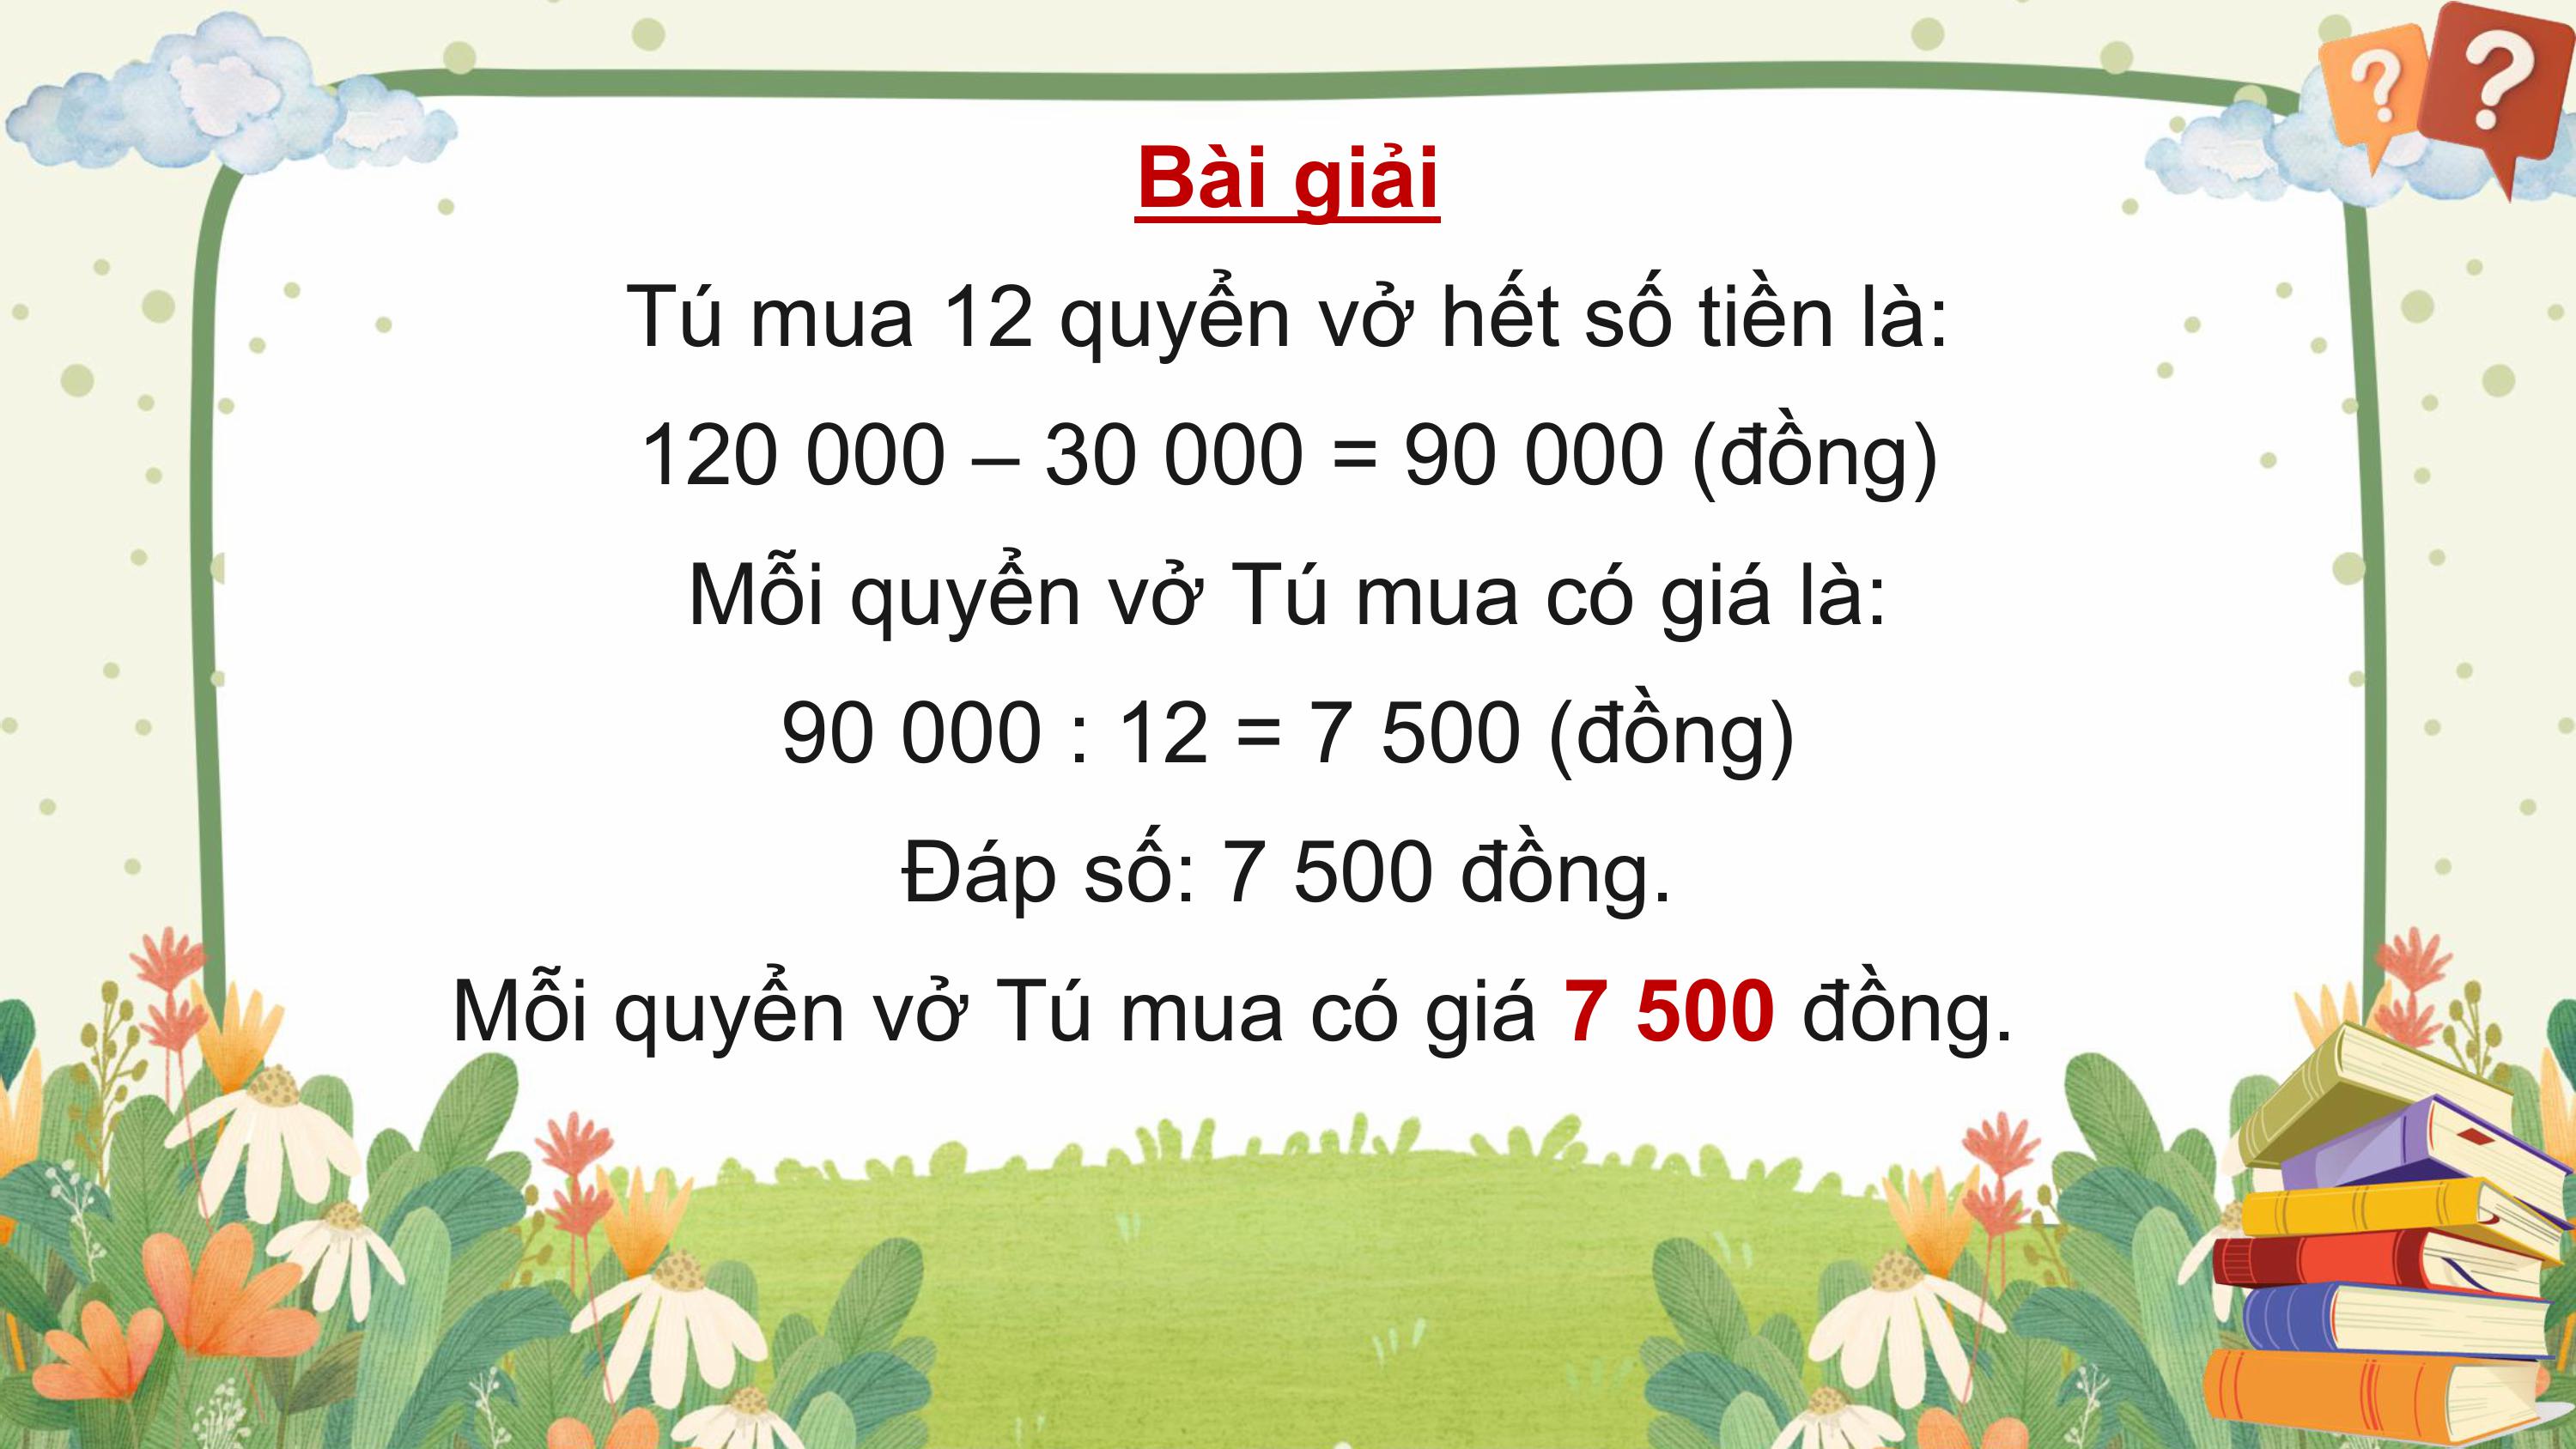 Bài giải
Tú mua 12 quyển vở hết số tiền là:
120 000 – 30 000 = 90 000 (đồng)
Mỗi quyển vở Tú mua có giá là:
90 000 : 12 = 7 500 (đồng)
Đáp số: 7 500 đồng.
Mỗi quyển vở Tú mua có giá 7 500 đồng.